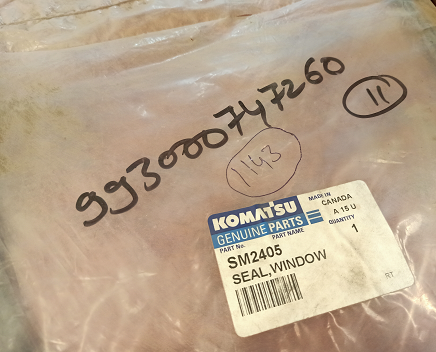 993000747260
11
1143
KOMATSU
GENUINE PARTS
MADE IN
CANADA
A 15 U
PART No.
PART NAME
QUANTITY
SM2405
1
SEAL,WINDOW
RT